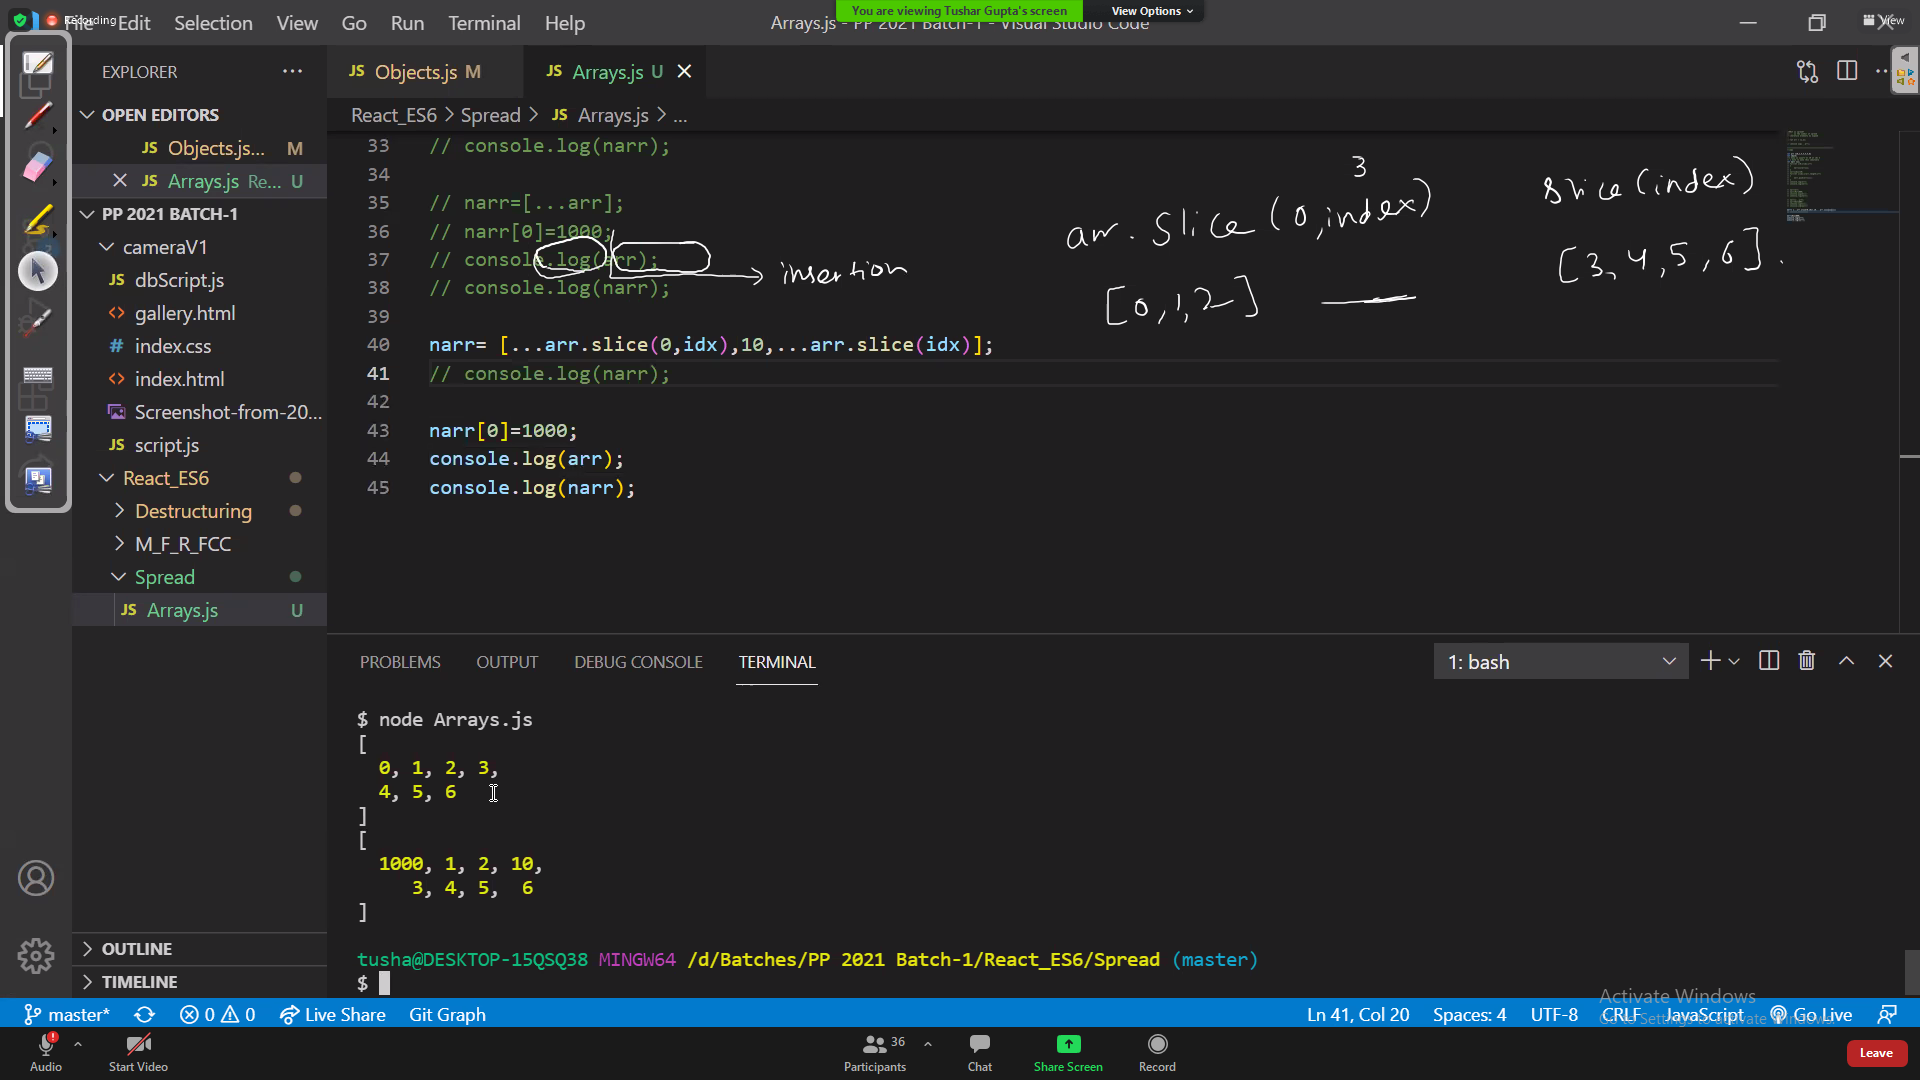 Recording
File Edit Selection View Go Run Terminal Help
You are viewing Tushar Gupta's screen
View Options
Arrays.js - PP 2021 Batch-1 - Visual Studio Code
View
EXPLORER
JS Objects.js M
JS Arrays.js U
OPEN EDITORS
JS Objects.js... M
JS Arrays.js Re... U
PP 2021 BATCH-1
cameraV1
JS dbScript.js
<> gallery.html
# index.css
<> index.html
Screenshot-from-20...
JS script.js
React_ES6
Destructuring
M_F_R_FCC
Spread
JS Arrays.js U
OUTLINE
TIMELINE
React_ES6 > Spread > JS Arrays.js > ...
33 // console.log(narr);
34
35 // narr=[...arr];
36 // narr[0]=1000;
37 // console.log(arr);
38 // console.log(narr);
39
40 narr= [...arr.slice(0,idx),10,...arr.slice(idx)];
41 // console.log(narr);
42
43 narr[0]=1000;
44 console.log(arr);
45 console.log(narr);
3
arr. Slice (0,index)
Slice (index)
insertion
[0,1,2]
[3,4,5,6].
PROBLEMS OUTPUT DEBUG CONSOLE TERMINAL
1: bash
$ node Arrays.js
[
0, 1, 2, 3,
4, 5, 6
]
[
1000, 1, 2, 10,
3, 4, 5, 6
]
tusha@DESKTOP-15QSQ38 MINGW64 /d/Batches/PP 2021 Batch-1/React_ES6/Spread (master)
$
Activate Windows
Go to Settings to activate Windows.
master* 0 0 Live Share Git Graph
Ln 41, Col 20 Spaces: 4 UTF-8 CRLF JavaScript Go Live
Audio
Start Video
36
Participants
Chat
Share Screen
Record
Leave